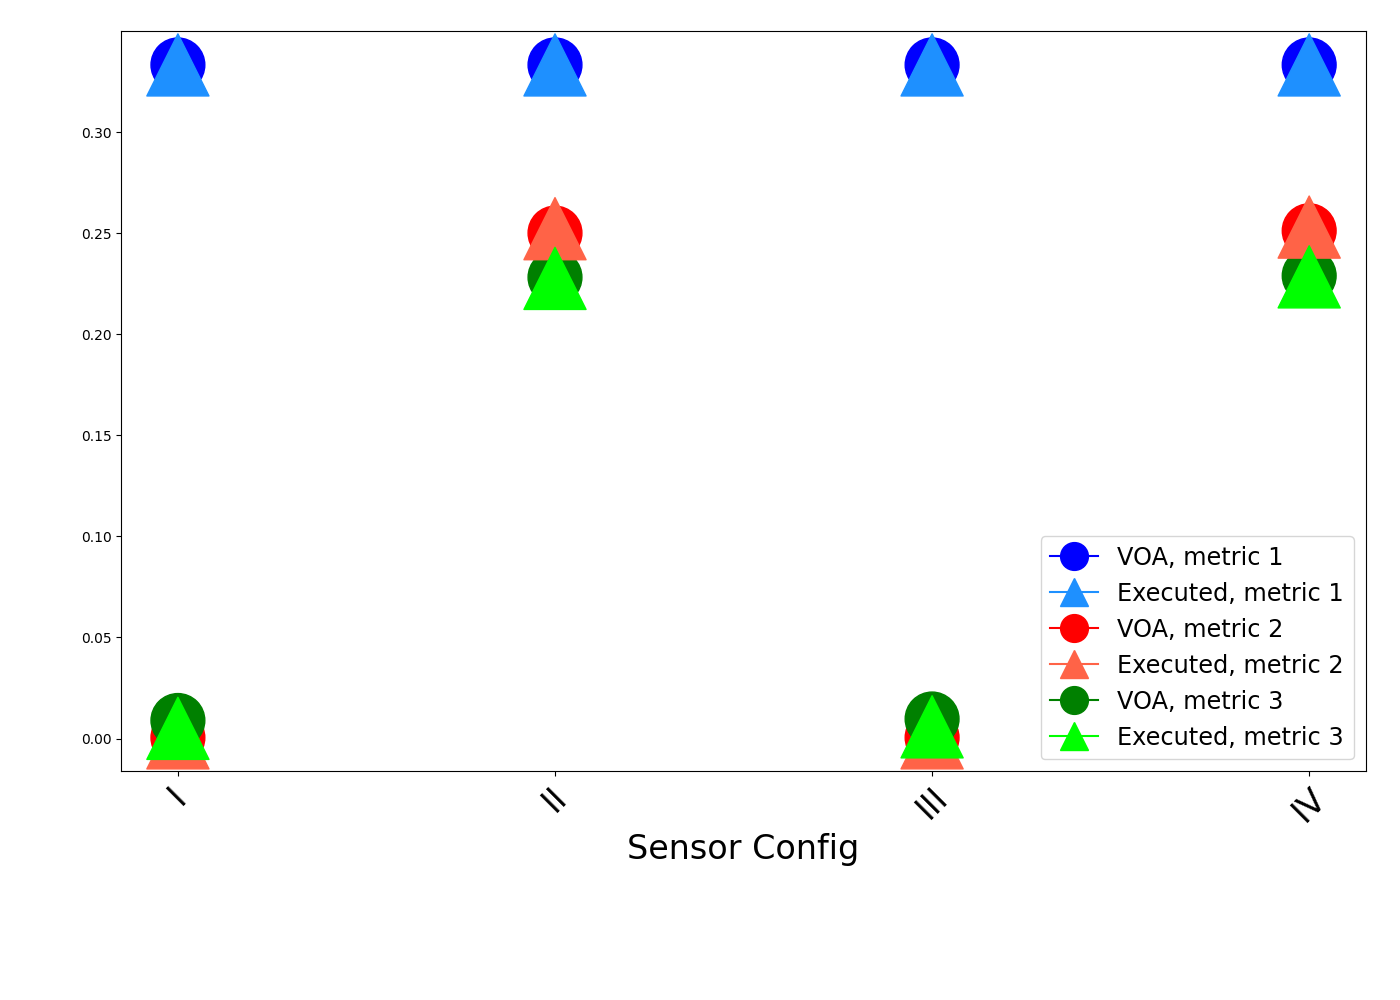 0.30
0.25
0.20
0.15
0.10
0.05
0.00
VOA, metric 1
Executed, metric 1
VOA, metric 2
Executed, metric 2
VOA, metric 3
Executed, metric 3
I II III IV
Sensor Config